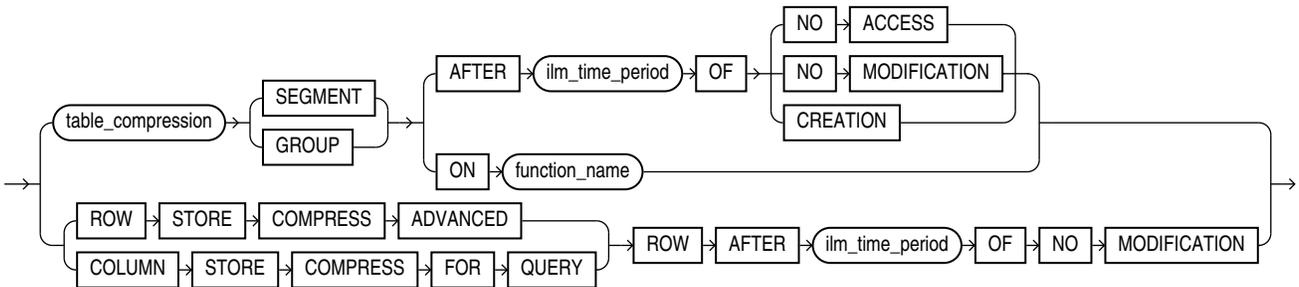 NO ACCESS
AFTER ilm_time_period OF NO MODIFICATION
SEGMENT
table_compression
GROUP
CREATION
ON function_name
ROW STORE COMPRESS ADVANCED
ROW AFTER ilm_time_period OF NO MODIFICATION
COLUMN STORE COMPRESS FOR QUERY